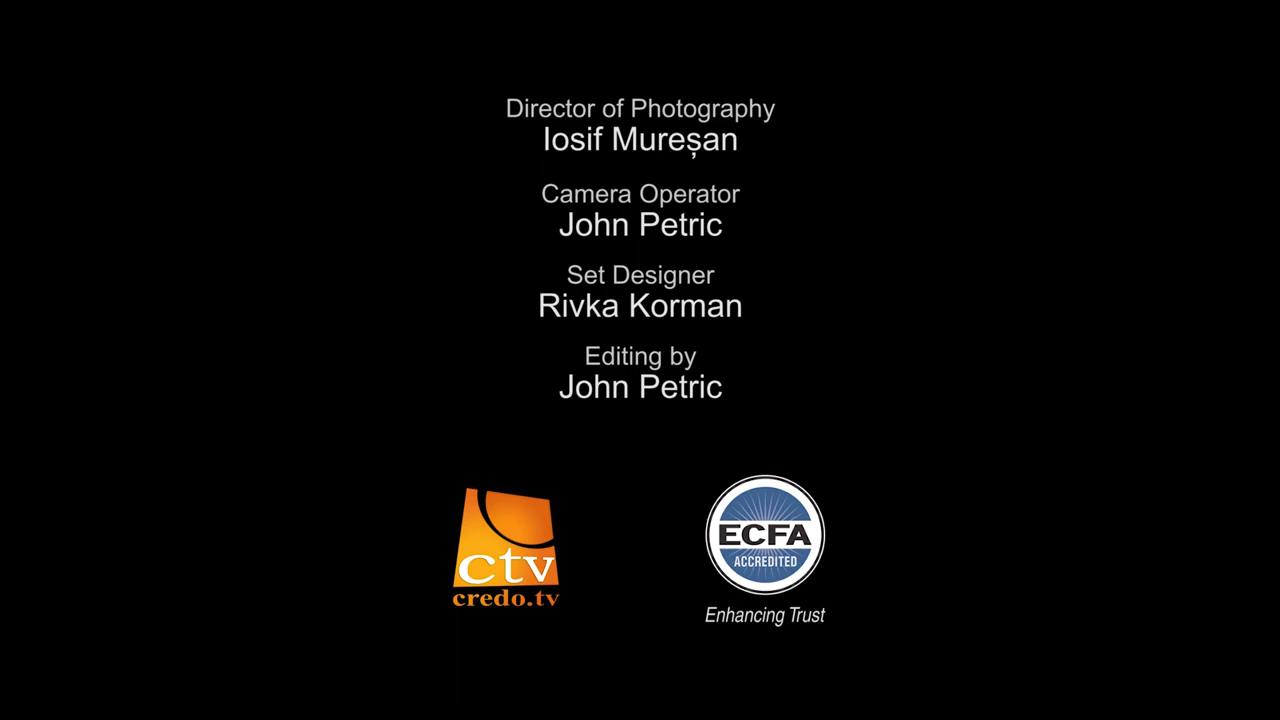 Director of Photography
Iosif Mureșan
Camera Operator
John Petric
Set Designer
Rivka Korman
Editing by
John Petric
ctv
credo.tv
ECFA
ACCREDITED
Enhancing Trust